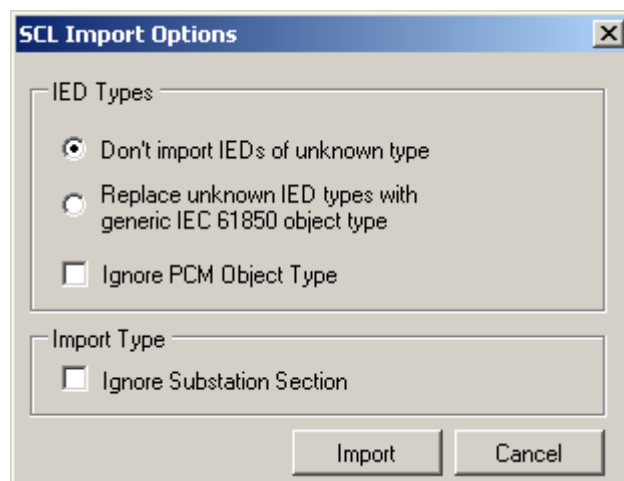 SCL Import Options
IED Types
Don't import IEDs of unknown type
Replace unknown IED types with
generic IEC 61850 object type
Ignore PCM Object Type
Import Type
Ignore Substation Section
Import
Cancel